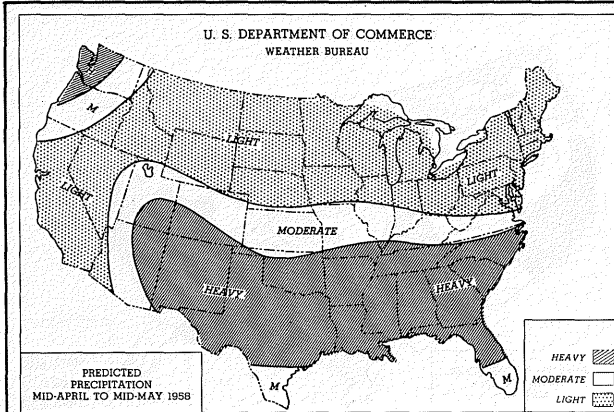 U. S. DEPARTMENT OF COMMERCE
WEATHER BUREAU
M
LIGHT
LIGHT
LIGHT
MODERATE
HEAVY
HEAVY
M
M
PREDICTED
PRECIPITATION
MID-APRIL TO MID-MAY 1958
HEAVY
MODERATE
LIGHT